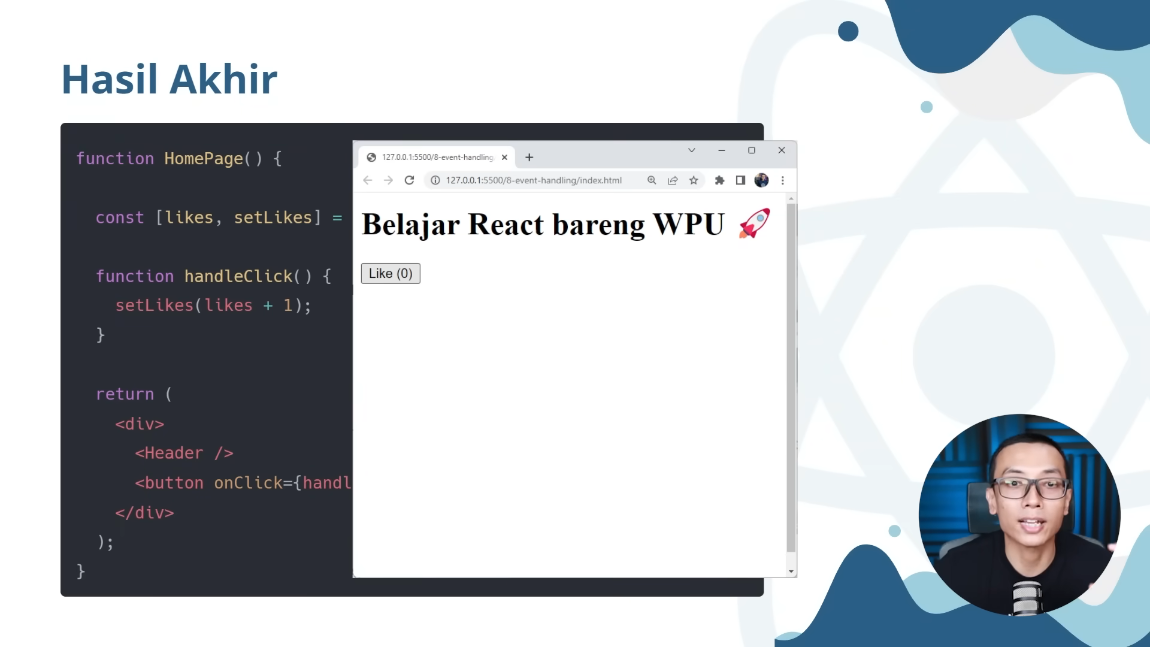 Hasil Akhir
function HomePage() {
const [likes, setLikes] =
function handleClick() {
setLikes(likes + 1);
}
return (
<div>
<Header />
<button onClick={handl
</div>
);
}
127.0.0.1:5500/8-event-handling
127.0.0.1:5500/8-event-handling/index.html
Belajar React bareng WPU 🚀
Like (0)